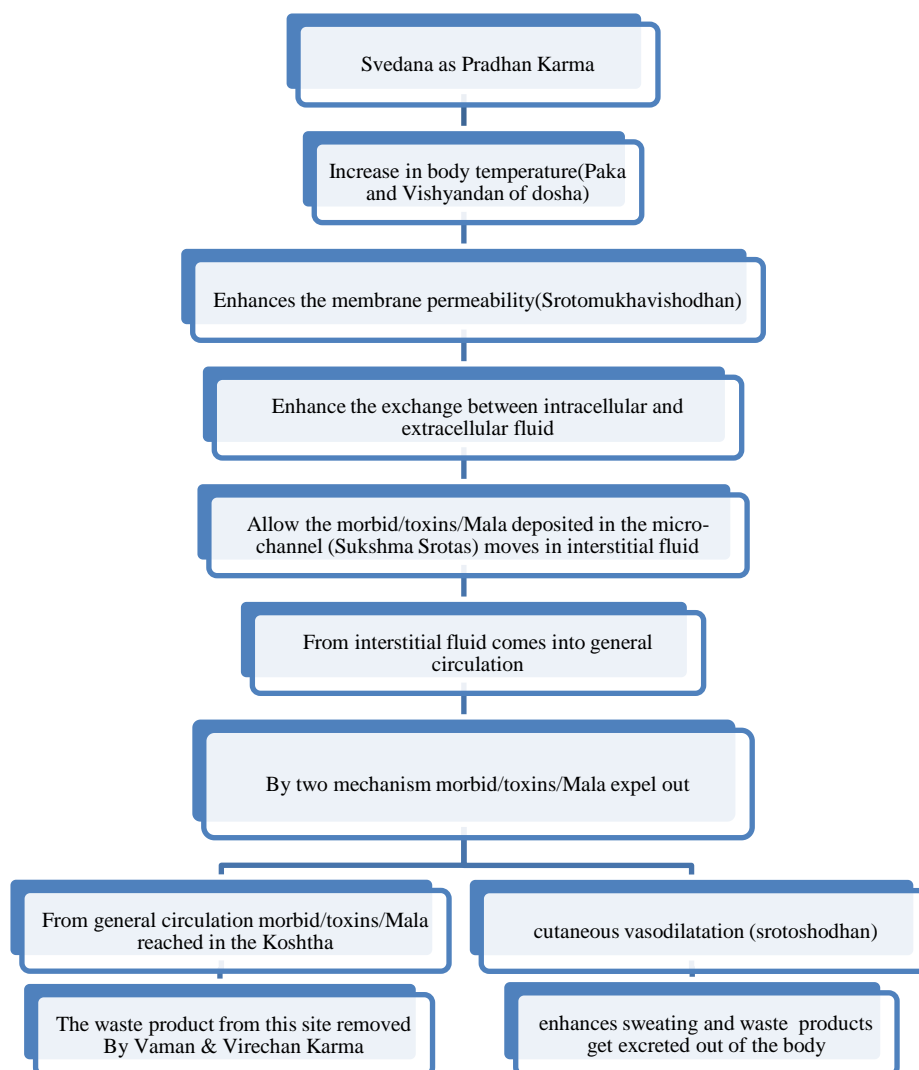 Svedana as Pradhan Karma
Increase in body temperature(Paka
and Vishyandan of dosha)
Enhances the membrane permeability(Srotomukhavishodhan)
Enhance the exchange between intracellular and
extracellular fluid
Allow the morbid/toxins/Mala deposited in the micro-
channel (Sukshma Srotas) moves in interstitial fluid
From interstitial fluid comes into general
circulation
By two mechanism morbid/toxins/Mala expel out
From general circulation morbid/toxins/Mala
reached in the Koshtha
The waste product from this site removed
By Vaman & Virechan Karma
cutaneous vasodilatation (srotoshodhan)
enhances sweating and waste products
get excreted out of the body